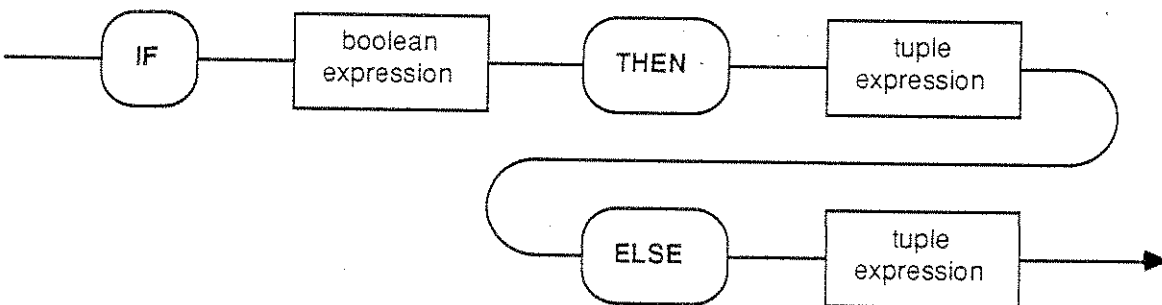 IF
boolean
expression
THEN
tuple
expression
ELSE
tuple
expression